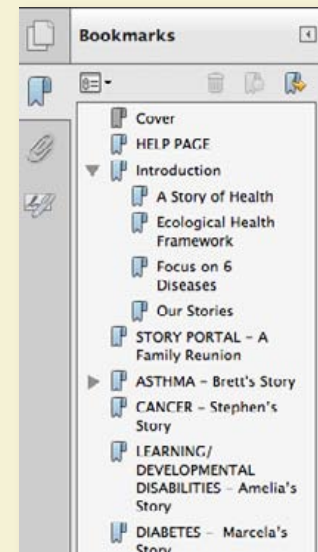 Bookmarks
Cover
HELP PAGE
Introduction
A Story of Health
Ecological Health
Framework
Focus on 6
Diseases
Our Stories
STORY PORTAL – A
Family Reunion
ASTHMA – Brett's Story
CANCER – Stephen's
Story
LEARNING/
DEVELOPMENTAL
DISABILITIES – Amelia's
Story
DIABETES – Marcela's
Story